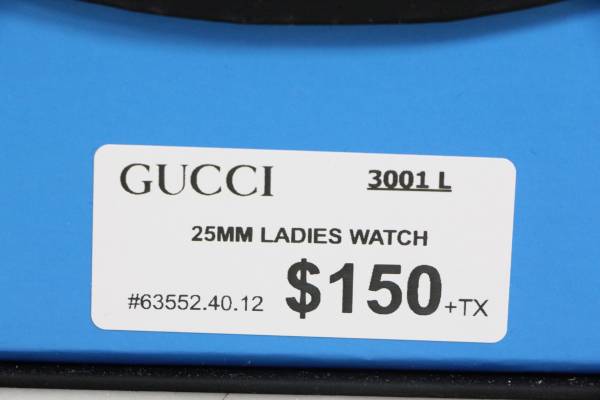 GUCCI 3001 L
25MM LADIES WATCH
#63552.40.12 $150 +TX